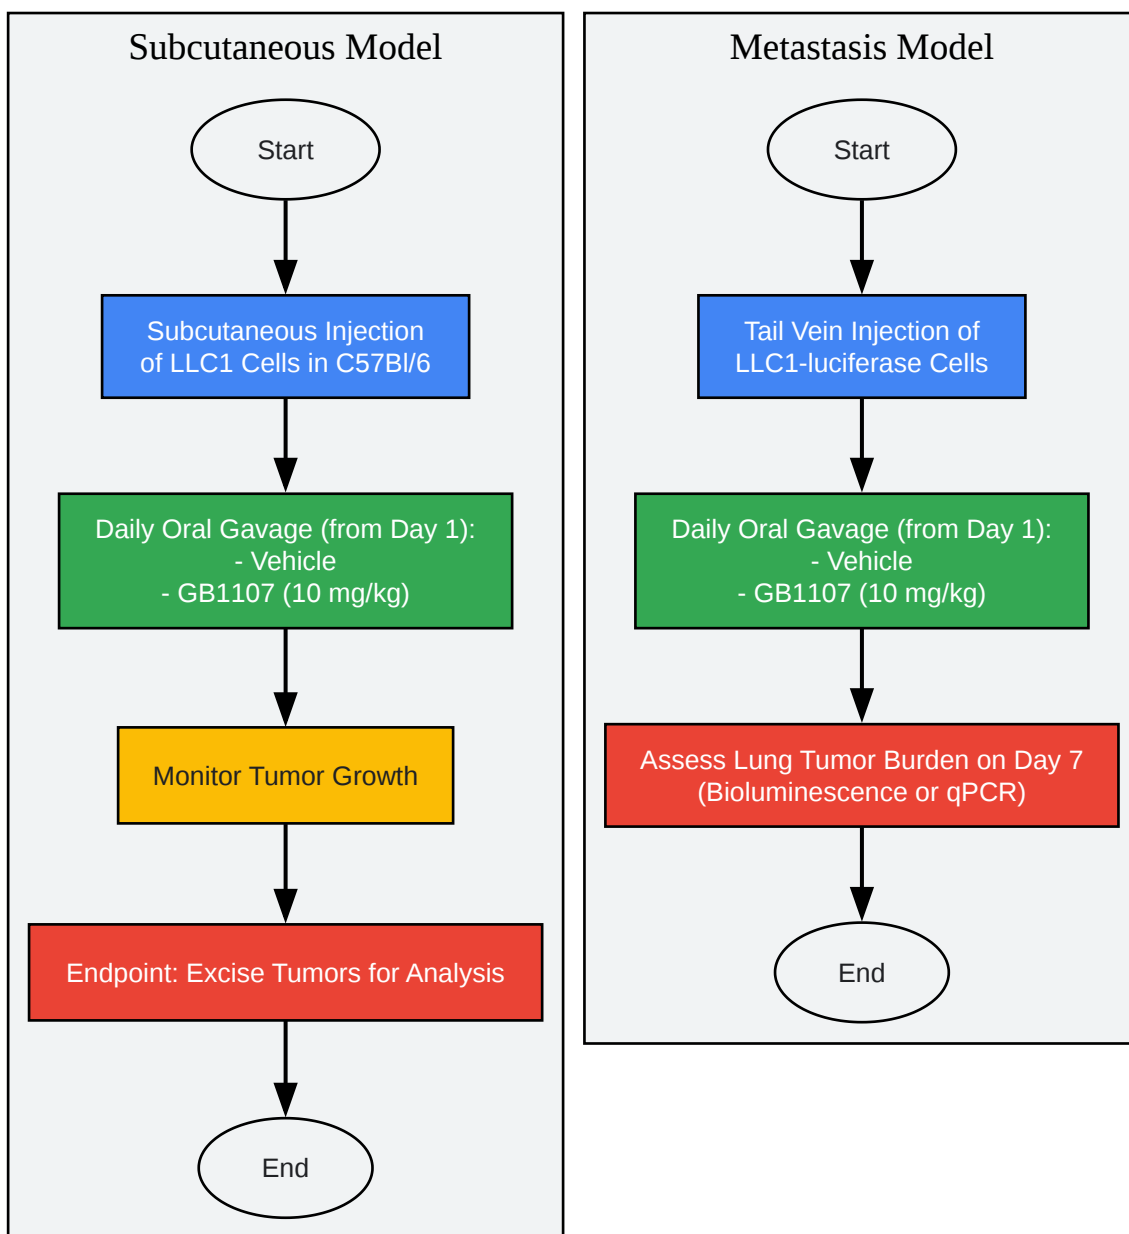 Subcutaneous Model
Start
Subcutaneous Injection
of LLC1 Cells in C57Bl/6
Daily Oral Gavage (from Day 1):
- Vehicle
- GB1107 (10 mg/kg)
Monitor Tumor Growth
Endpoint: Excise Tumors for Analysis
End
Metastasis Model
Start
Tail Vein Injection of
LLC1-luciferase Cells
Daily Oral Gavage (from Day 1):
- Vehicle
- GB1107 (10 mg/kg)
Assess Lung Tumor Burden on Day 7
(Bioluminescence or qPCR)
End